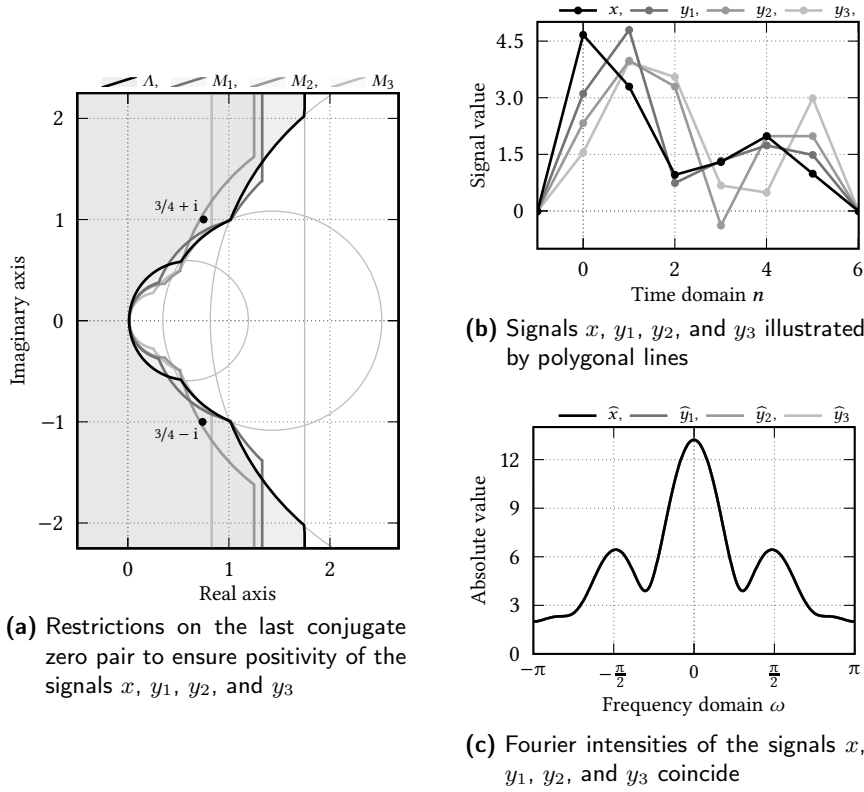 Λ, M₁, M₂, M₃
2
1
0
−1
−2
Imaginary axis
3/4 + i
3/4 − i
0 1 2
Real axis
(a) Restrictions on the last conjugate
zero pair to ensure positivity of the
signals x, y₁, y₂, and y₃
x, y₁, y₂, y₃,
4.5
3.0
1.5
0
Signal value
0 2 4 6
Time domain n
(b) Signals x, y₁, y₂, and y₃ illustrated
by polygonal lines
x̂, ŷ₁, ŷ₂, ŷ₃
12
9
6
3
0
Absolute value
−π −π/2 0 π/2 π
Frequency domain ω
(c) Fourier intensities of the signals x,
y₁, y₂, and y₃ coincide